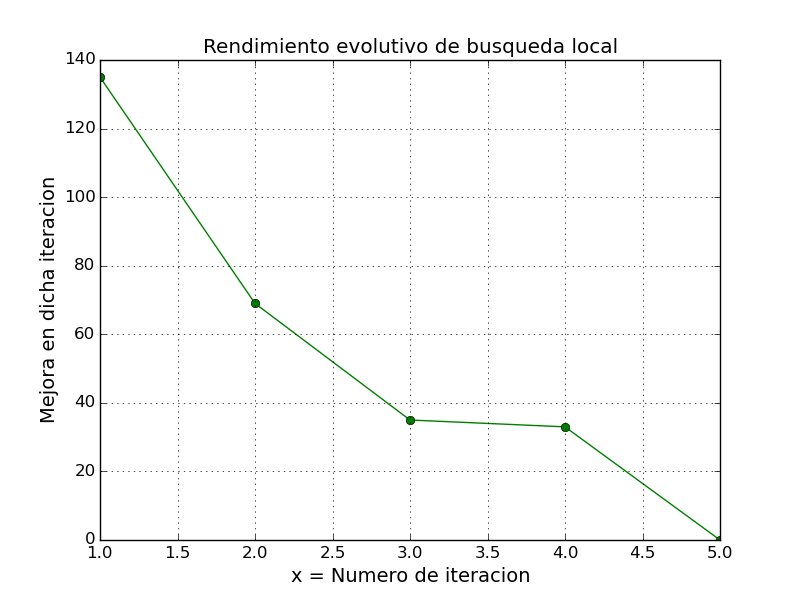 Rendimiento evolutivo de busqueda local
140
120
100
80
60
40
20
0
Mejora en dicha iteracion
1.0 1.5 2.0 2.5 3.0 3.5 4.0 4.5 5.0
x = Numero de iteracion